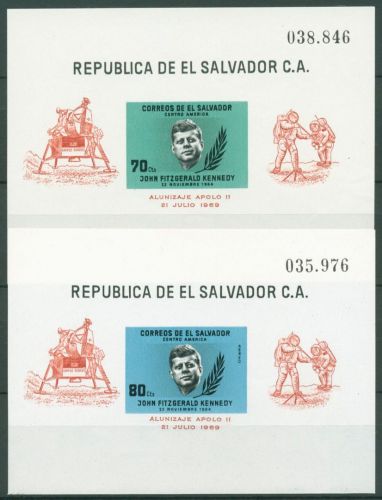 038.846
REPUBLICA DE EL SALVADOR C.A.
CORREOS DE EL SALVADOR
CENTRO AMERICA
70 Cts
JOHN FITZGERALD KENNEDY
22 NOVIEMBRE 1964
ALUNIZAJE APOLO 11
21 JULIO 1969
035.976
REPUBLICA DE EL SALVADOR C.A.
CORREOS DE EL SALVADOR
CENTRO AMERICA
AEREO
80 Cts
JOHN FITZGERALD KENNEDY
22 NOVIEMBRE 1964
ALUNIZAJE APOLO 11
21 JULIO 1969